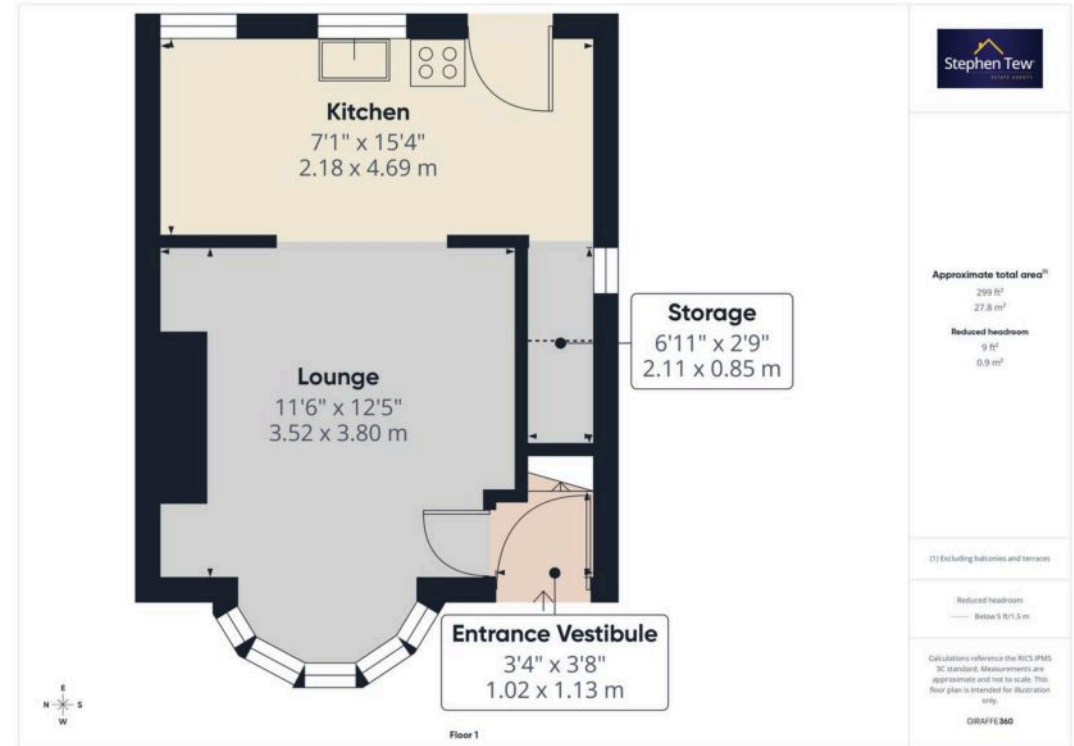 Kitchen
7'1" x 15'4"
2.18 x 4.69 m
Lounge
11'6" x 12'5"
3.52 x 3.80 m
Storage
6'11" x 2'9"
2.11 x 0.85 m
Entrance Vestibule
3'4" x 3'8"
1.02 x 1.13 m
E
N S
W
Floor 1
Stephen Tew
ESTATE AGENTS
Approximate total area(1)
299 ft²
27.8 m²
Reduced headroom
9 ft²
0.9 m²
(1) Excluding balconies and terraces
Reduced headroom
Below 5 ft/1.5 m
Calculations reference the RICS IPMS
3C standard. Measurements are
approximate and not to scale. This
floor plan is intended for illustration
only.
GIRAFFE360